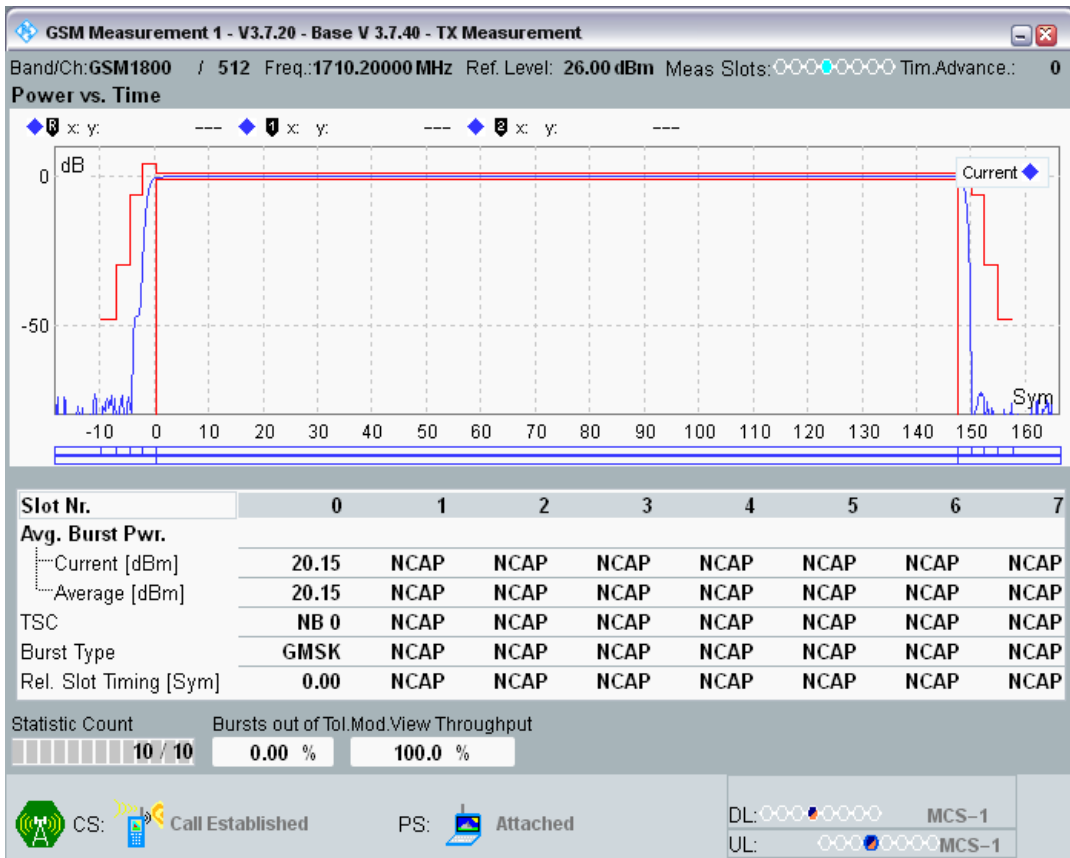 GSM Measurement 1 - V3.7.20 - Base V 3.7.40 - TX Measurement
Band/Ch:GSM1800 / 512 Freq.:1710.20000 MHz Ref. Level: 26.00 dBm Meas Slots: Tim.Advance.: 0
Power vs. Time
R x: y: --- 1 x: y: --- 2 x: y: ---
dB
Current
0
-50
Sym
-10 0 10 20 30 40 50 60 70 80 90 100 110 120 130 140 150 160
Slot Nr. 0 1 2 3 4 5 6 7
Avg. Burst Pwr.
Current [dBm] 20.15 NCAP NCAP NCAP NCAP NCAP NCAP NCAP
Average [dBm] 20.15 NCAP NCAP NCAP NCAP NCAP NCAP NCAP
TSC NB 0 NCAP NCAP NCAP NCAP NCAP NCAP NCAP
Burst Type GMSK NCAP NCAP NCAP NCAP NCAP NCAP NCAP
Rel. Slot Timing [Sym] 0.00 NCAP NCAP NCAP NCAP NCAP NCAP NCAP
Statistic Count Bursts out of Tol.Mod.View Throughput
10 / 10 0.00 % 100.0 %
CS: Call Established PS: Attached
DL: MCS-1
UL: MCS-1